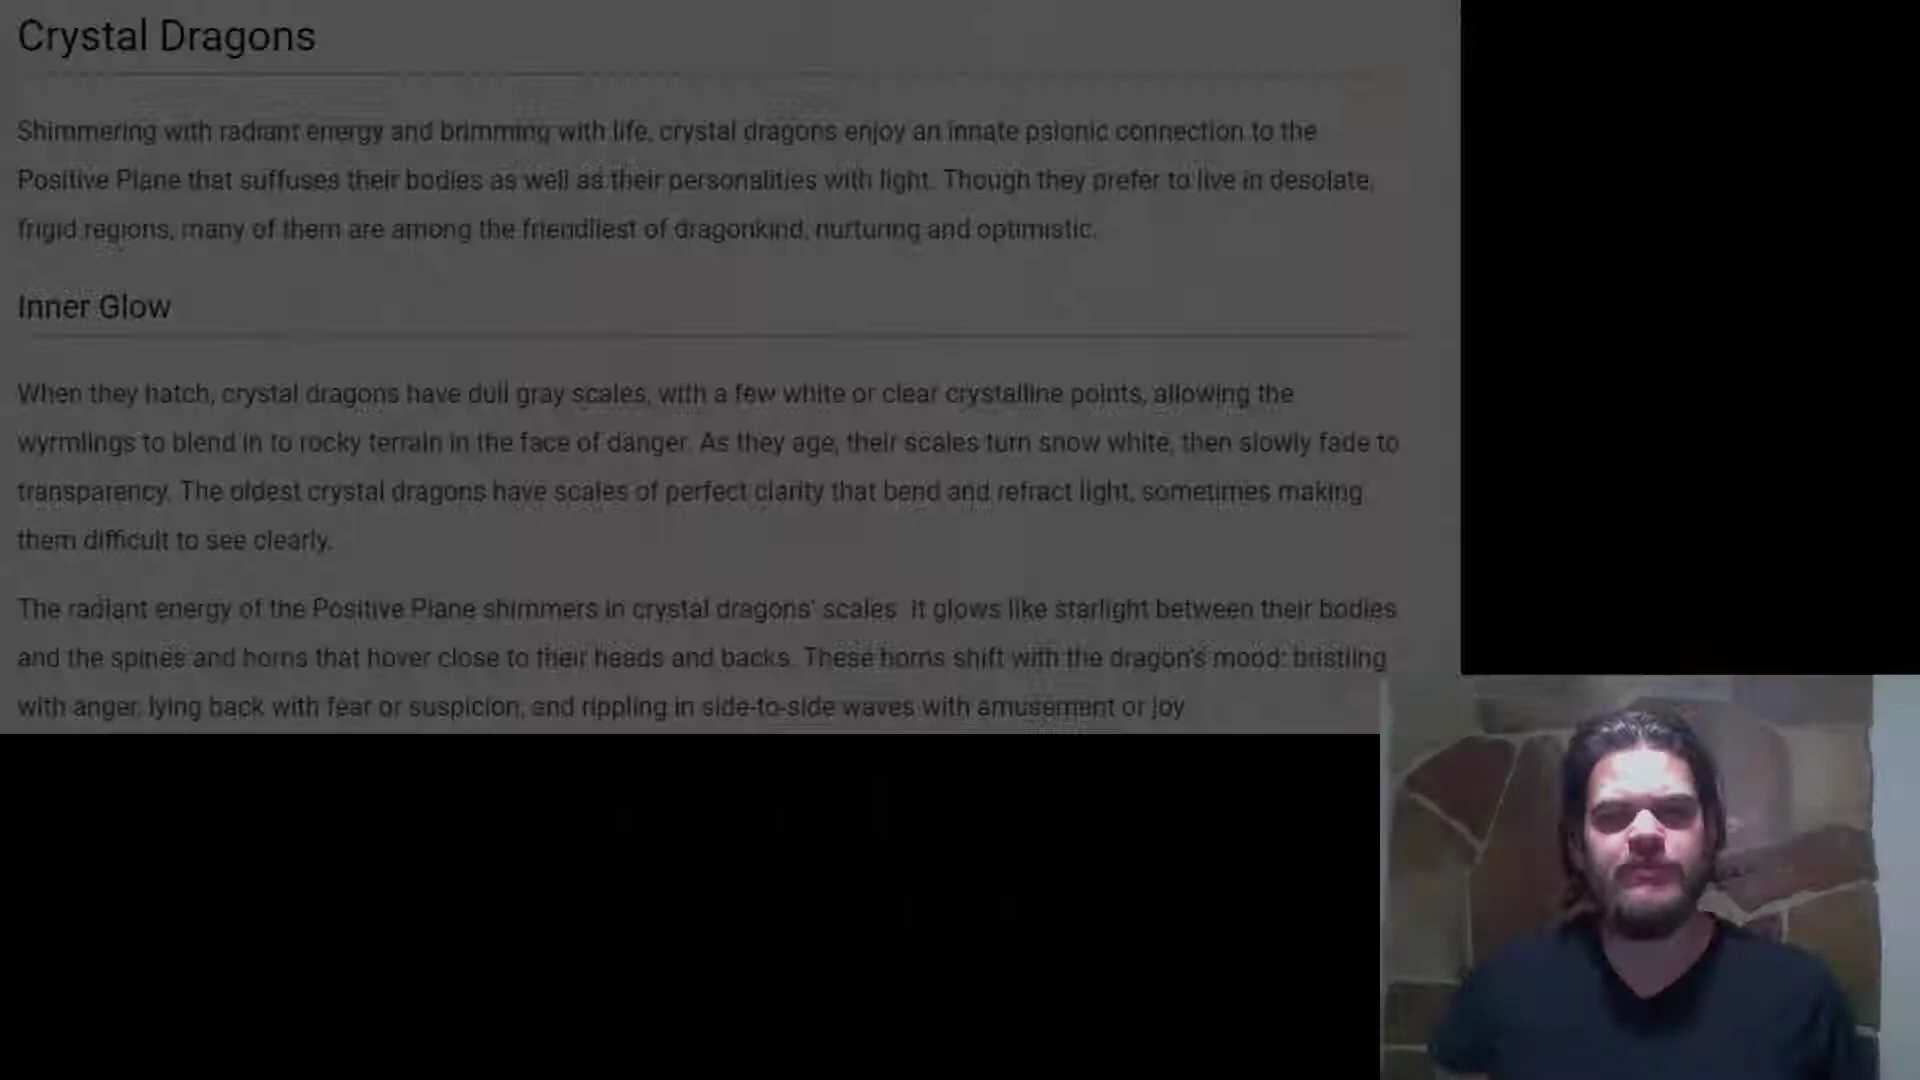 Crystal Dragons
Shimmering with radiant energy and brimming with life, crystal dragons enjoy an innate psionic connection to the
Positive Plane that suffuses their bodies as well as their personalities with light. Though they prefer to live in desolate,
frigid regions, many of them are among the friendliest of dragonkind, nurturing and optimistic.
Inner Glow
When they hatch, crystal dragons have dull gray scales, with a few white or clear crystalline points, allowing the
wyrmlings to blend in to rocky terrain in the face of danger. As they age, their scales turn snow white, then slowly fade to
transparency. The oldest crystal dragons have scales of perfect clarity that bend and refract light, sometimes making
them difficult to see clearly.
The radiant energy of the Positive Plane shimmers in crystal dragons' scales. It glows like starlight between their bodies
and the spines and horns that hover close to their heads and backs. These horns shift with the dragon's mood: bristling
with anger, lying back with fear or suspicion, and rippling in side-to-side waves with amusement or joy.